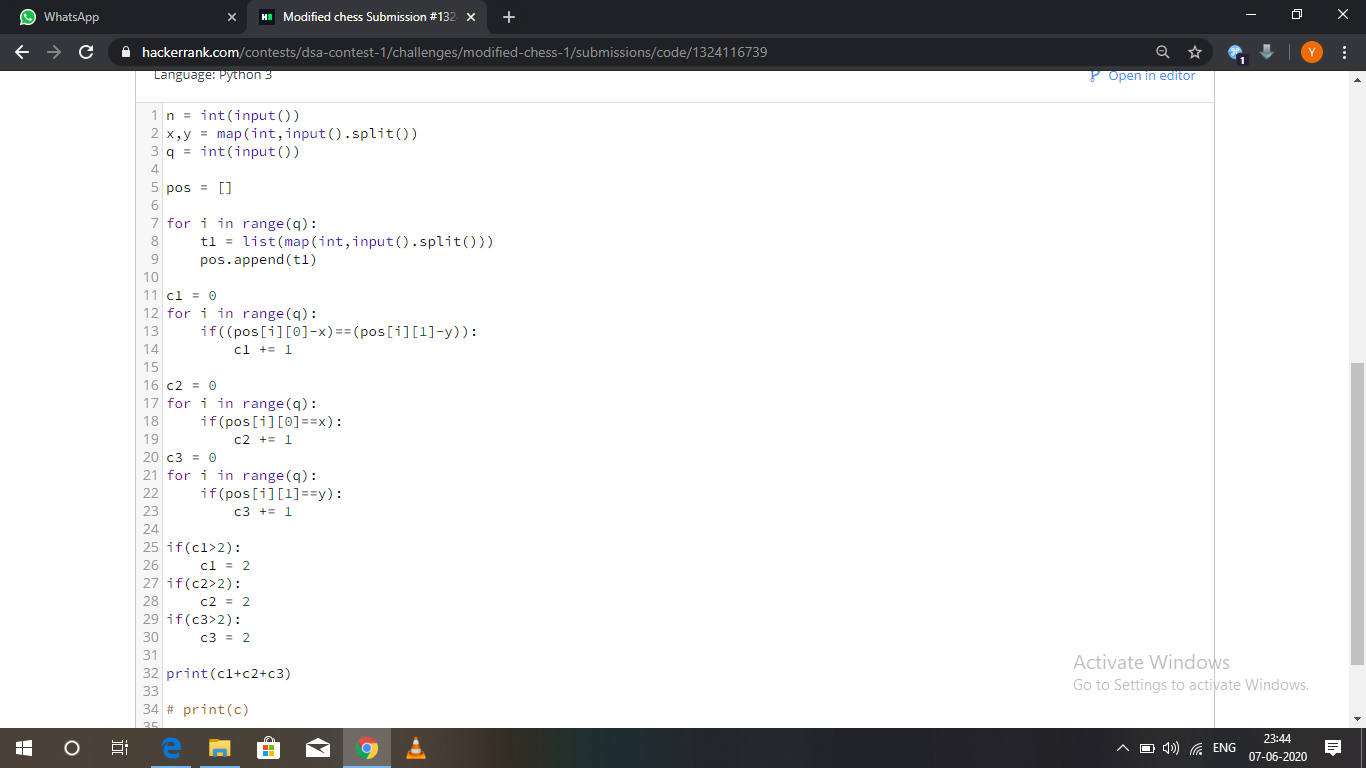 WhatsApp
Modified chess Submission #132
hackerrank.com/contests/dsa-contest-1/challenges/modified-chess-1/submissions/code/1324116739
1
Y
Language: Python 3
Open in editor
1 n = int(input())
2 x,y = map(int,input().split())
3 q = int(input())
4
5 pos = []
6
7 for i in range(q):
8     t1 = list(map(int,input().split()))
9     pos.append(t1)
10
11 c1 = 0
12 for i in range(q):
13     if((pos[i][0]-x)==(pos[i][1]-y)):
14         c1 += 1
15
16 c2 = 0
17 for i in range(q):
18     if(pos[i][0]==x):
19         c2 += 1
20 c3 = 0
21 for i in range(q):
22     if(pos[i][1]==y):
23         c3 += 1
24
25 if(c1>2):
26     c1 = 2
27 if(c2>2):
28     c2 = 2
29 if(c3>2):
30     c3 = 2
31
32 print(c1+c2+c3)
33
34 # print(c)
35
Activate Windows
Go to Settings to activate Windows.
ENG
23:44
07-06-2020